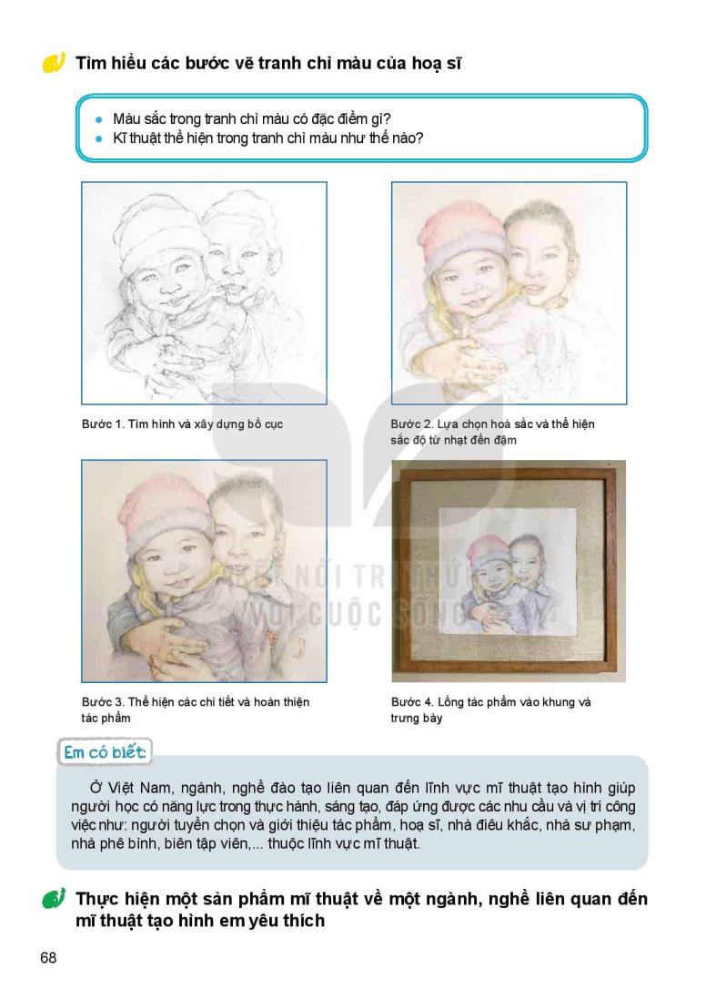 Tìm hiểu các bước vẽ tranh chì màu của hoạ sĩ
Màu sắc trong tranh chì màu có đặc điểm gì?
Kĩ thuật thể hiện trong tranh chì màu như thế nào?
Bước 1. Tìm hình và xây dựng bố cục
Bước 2. Lựa chọn hoà sắc và thể hiện
sắc độ từ nhạt đến đậm
KẾT NỐI TRI THỨC
VỚI CUỘC SỐNG
Bước 3. Thể hiện các chi tiết và hoàn thiện
tác phẩm
Bước 4. Lồng tác phẩm vào khung và
trưng bày
Em có biết:
Ở Việt Nam, ngành, nghề đào tạo liên quan đến lĩnh vực mĩ thuật tạo hình giúp
người học có năng lực trong thực hành, sáng tạo, đáp ứng được các nhu cầu và vị trí công
việc như: người tuyển chọn và giới thiệu tác phẩm, hoạ sĩ, nhà điêu khắc, nhà sư phạm,
nhà phê bình, biên tập viên,... thuộc lĩnh vực mĩ thuật.
Thực hiện một sản phẩm mĩ thuật về một ngành, nghề liên quan đến
mĩ thuật tạo hình em yêu thích
68